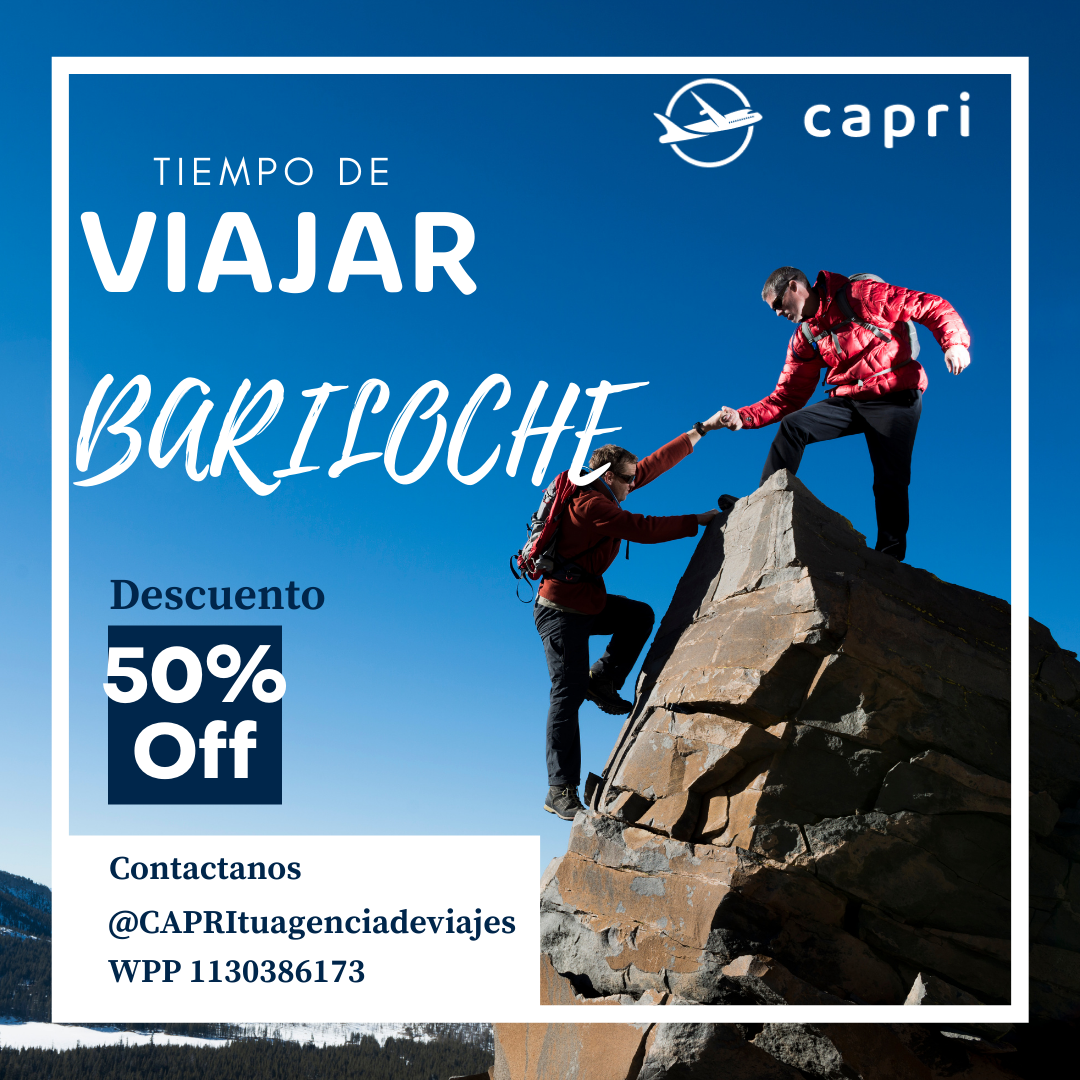 capri
TIEMPO DE
VIAJAR
BARILOCHE
Descuento
50%
Off
Contactanos
@CAPRItuagenciadeviajes
WPP 1130386173